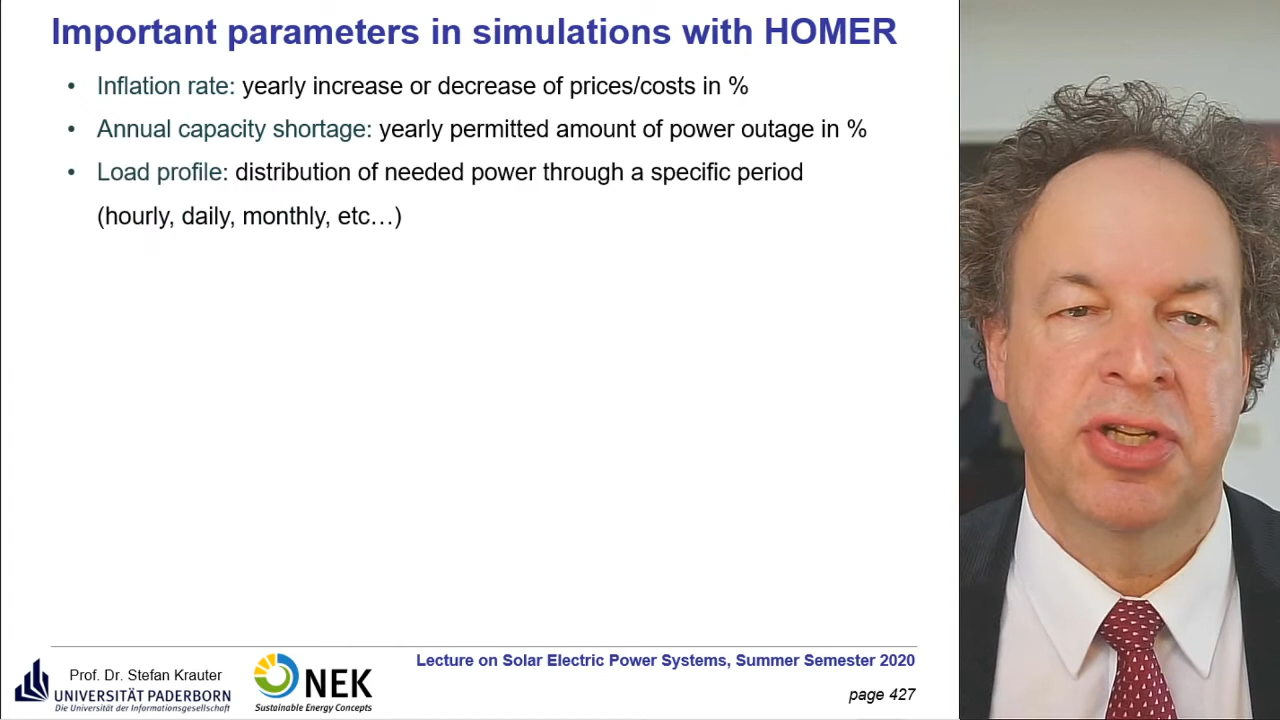 Important parameters in simulations with HOMER
• Inflation rate: yearly increase or decrease of prices/costs in %
• Annual capacity shortage: yearly permitted amount of power outage in %
• Load profile: distribution of needed power through a specific period
(hourly, daily, monthly, etc…)
Lecture on Solar Electric Power Systems, Summer Semester 2020
page 427
Prof. Dr. Stefan Krauter
UNIVERSITÄT PADERBORN
Die Universität der Informationsgesellschaft
NEK
Sustainable Energy Concepts